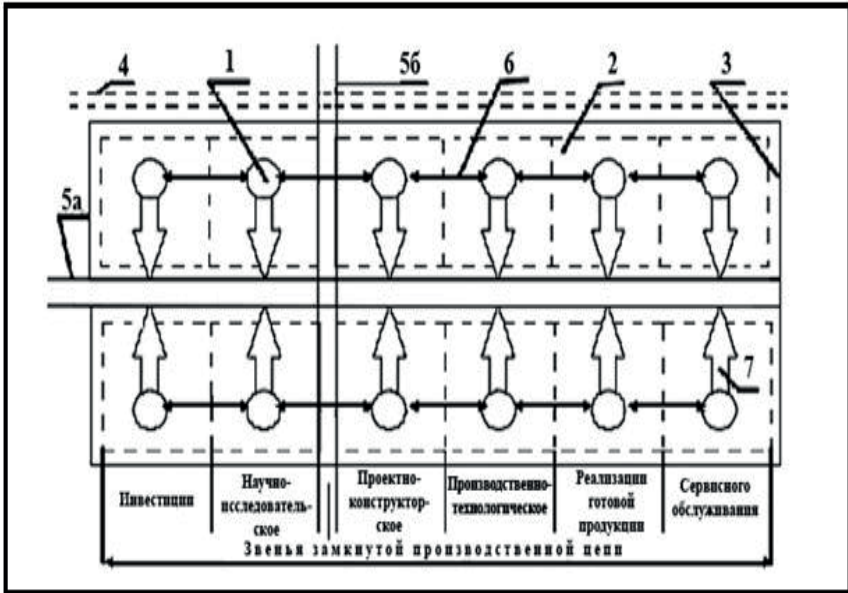 4
1
5б
6
2
3
5а
7
Инвестиции
Научно-
исследователь-
ское
Проектно-
конструктор-
ское
Производственно-
технологическое
Реализации
готовой
продукции
Сервисного
обслуживания
Звенья замкнутой производственной цепи